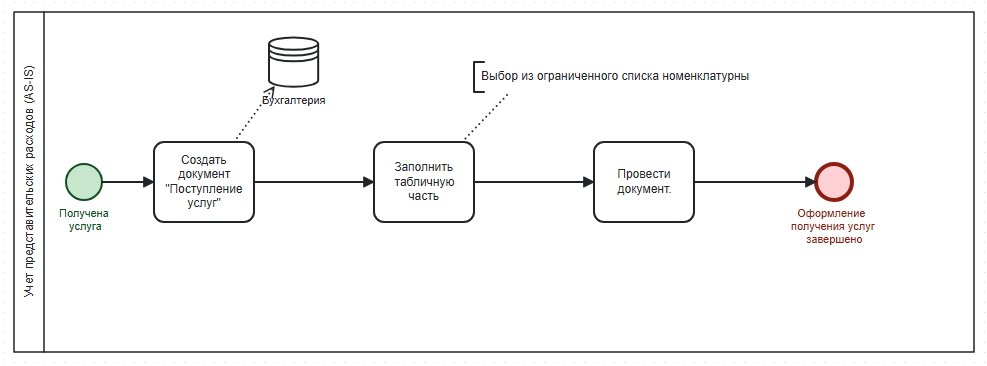 Учет представительских расходов (AS-IS)
Бухгалтерия
Выбор из ограниченного списка номенклатурны
Получена
услуга
Создать
документ
"Поступление
услуг"
Заполнить
табличную
часть
Провести
документ.
Оформление
получения услуг
завершено